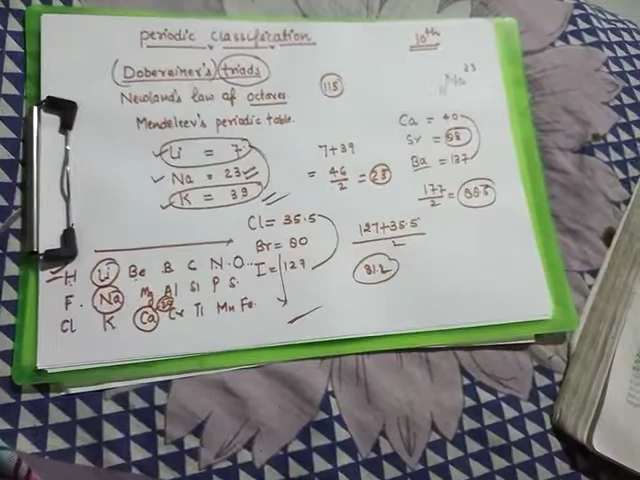 periodic classification
10th
(Dobereiner's) triads
Newland's law of octaves
115
Na 23
Mendeleev's periodic table.
Li = 7
Na = 23
K = 39
7+39
= 46/2 = 23
Ca = 40
Sr = 88
Ba = 137
177/2 = 88.5
Cl = 35.5
Br = 80
I = 127
127+35.5
2
81.2
H Li Be B C N O
F Na Mg Al Si P S
Cl K Ca Cr Ti Mn Fe